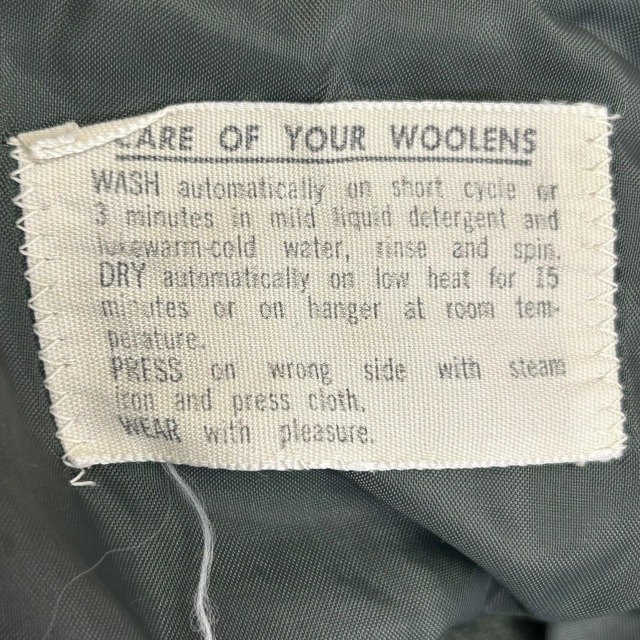 CARE OF YOUR WOOLENS
WASH automatically on short cycle or
3 minutes in mild liquid detergent and
lukewarm-cold water, rinse and spin.
DRY automatically on low heat for 15
minutes or on hanger at room tem-
perature.
PRESS on wrong side with steam
iron and press cloth.
WEAR with pleasure.